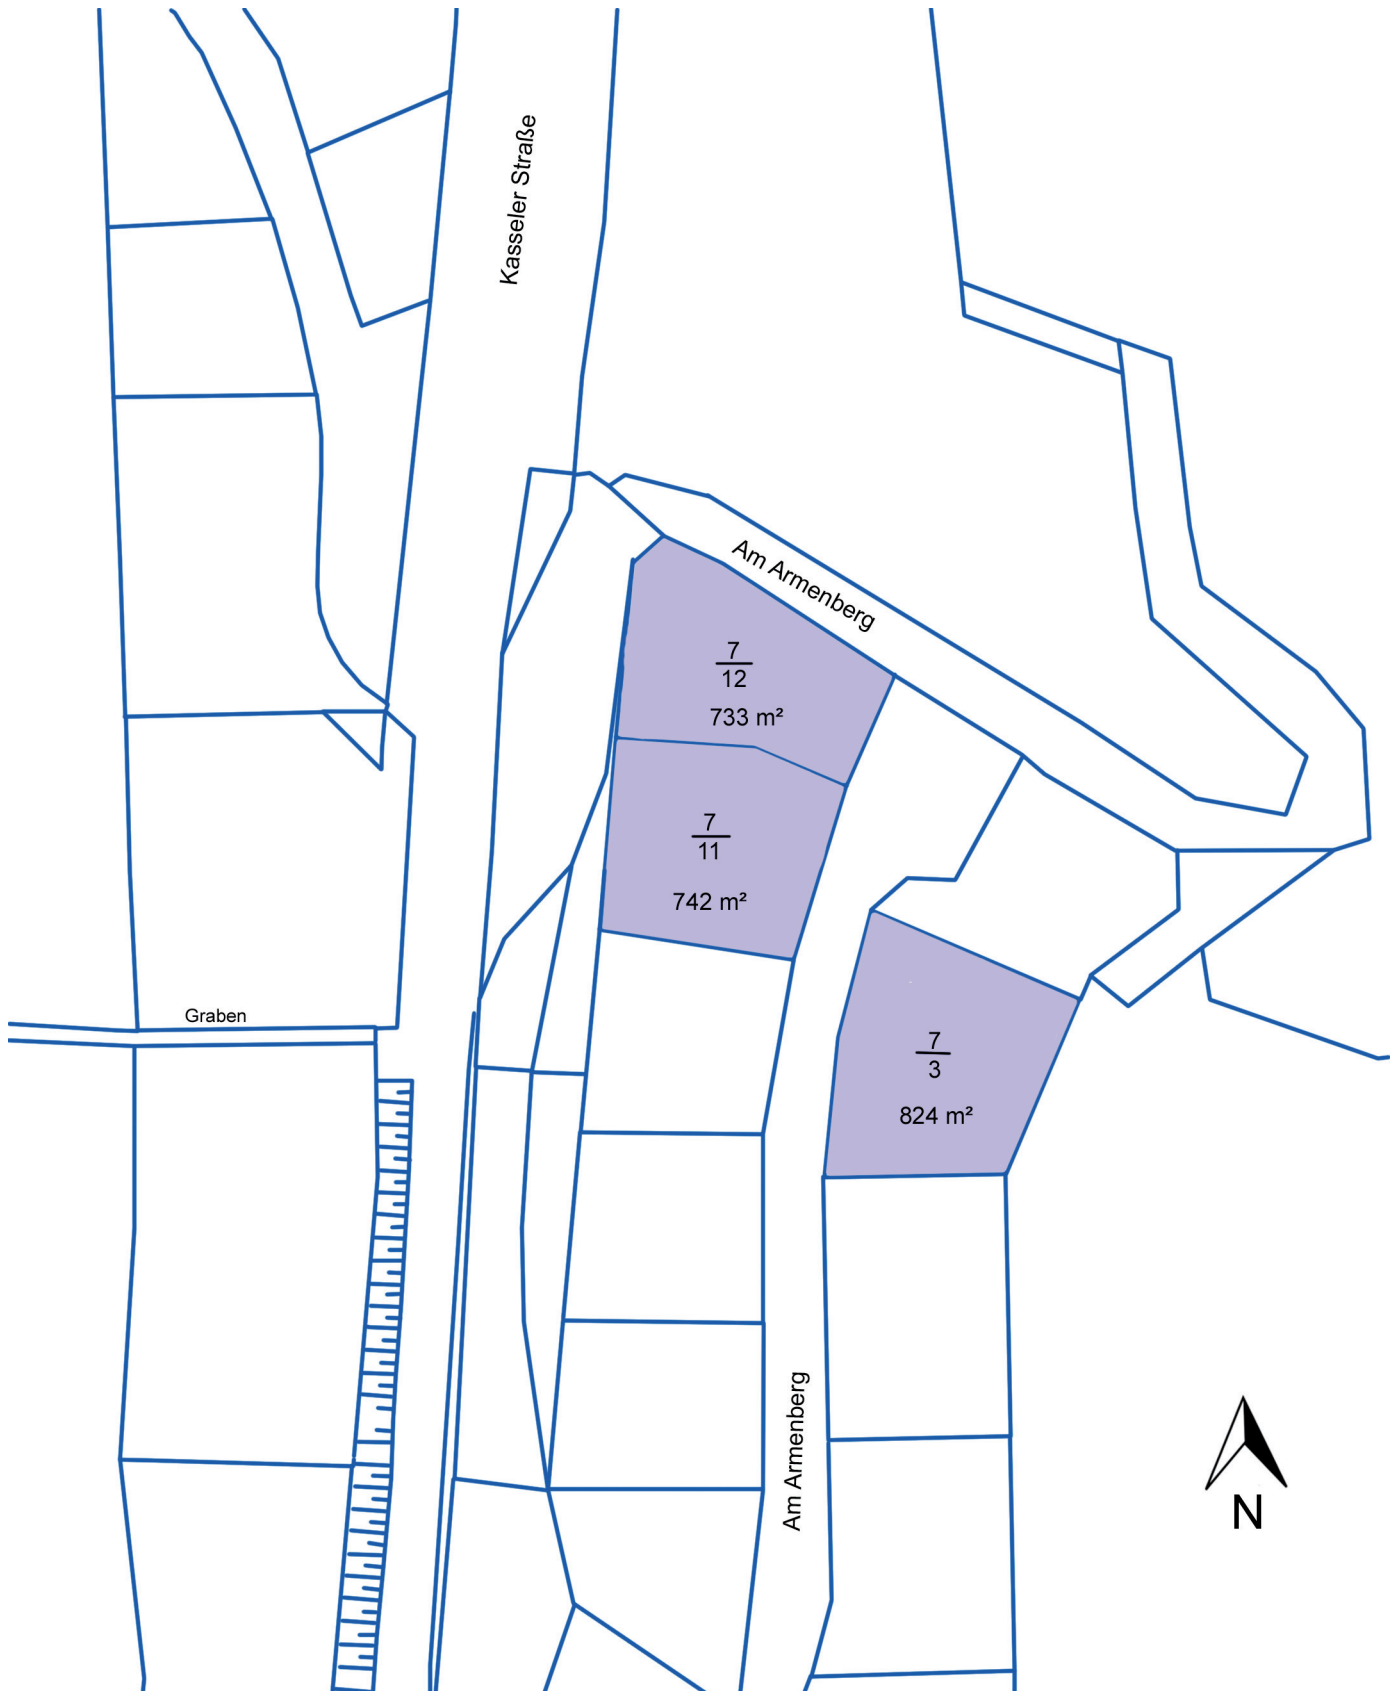 Kasseler Straße
Am Armenberg
7
12
733 m²
7
11
742 m²
Graben
7
3
824 m²
Am Armenberg
N